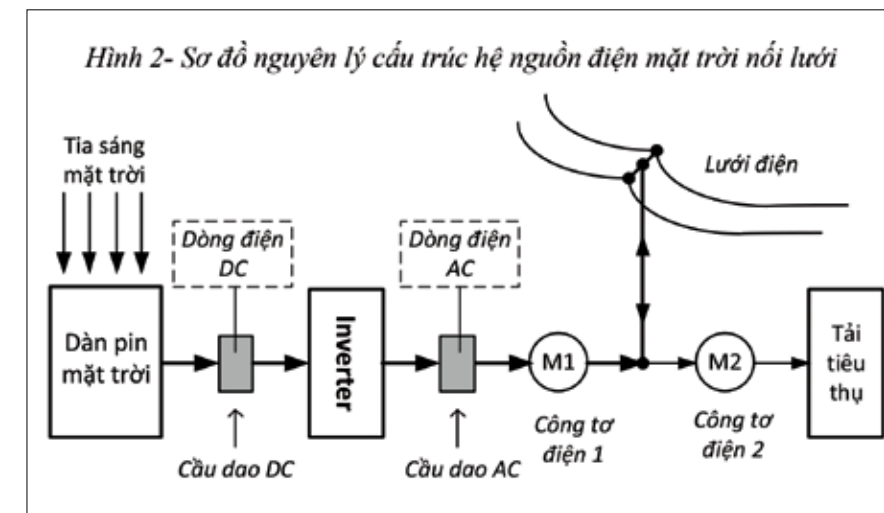 Hình 2- Sơ đồ nguyên lý cấu trúc hệ nguồn điện mặt trời nối lưới
Tia sáng
mặt trời
Lưới điện
Dòng điện
DC
Dòng điện
AC
Dàn pin
mặt trời
Inverter
M1
M2
Tải
tiêu
thụ
Công tơ
điện 1
Công tơ
điện 2
Cầu dao DC
Cầu dao AC